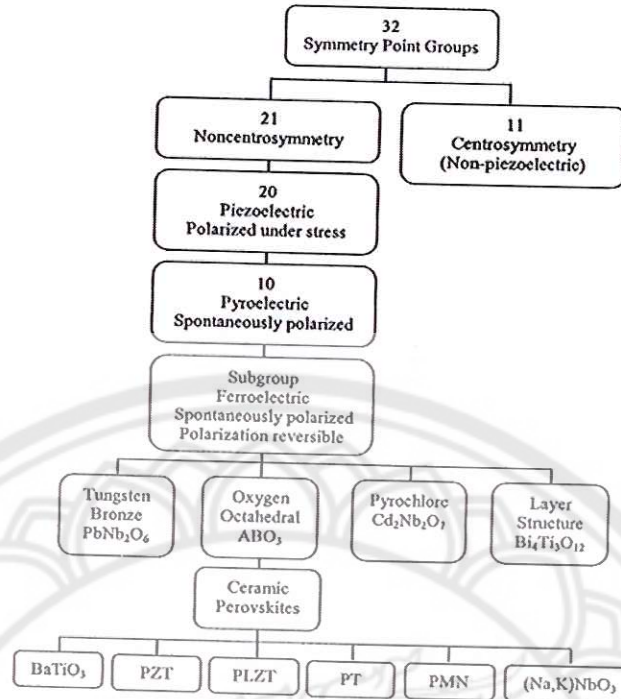 32
Symmetry Point Groups
21
Noncentrosymmetry
11
Centrosymmetry
(Non-piezoelectric)
20
Piezoelectric
Polarized under stress
10
Pyroelectric
Spontaneously polarized
Subgroup
Ferroelectric
Spontaneously polarized
Polarization reversible
Tungsten
Bronze
PbNb₂O₆
Oxygen
Octahedral
ABO₃
Pyrochlore
Cd₂Nb₂O₇
Layer
Structure
Bi₄Ti₃O₁₂
Ceramic
Perovskites
BaTiO₃
PZT
PLZT
PT
PMN
(Na,K)NbO₃